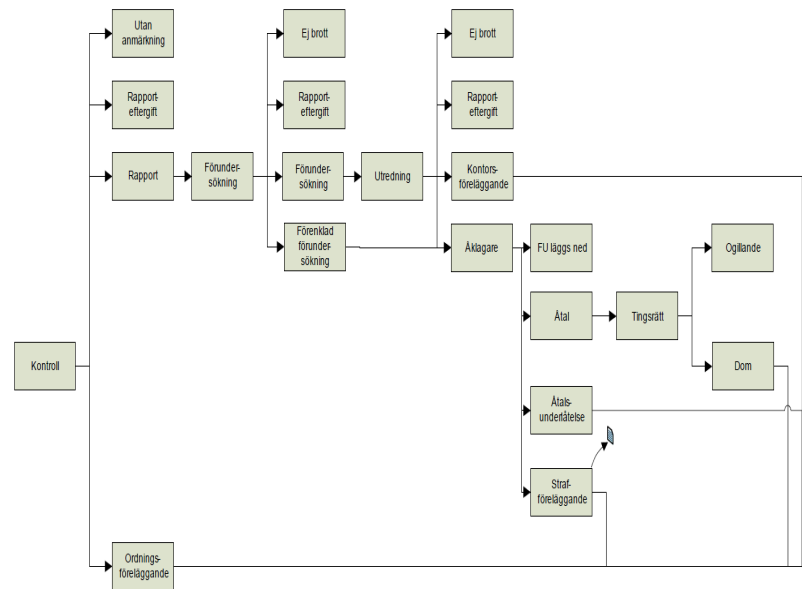 Utan
anmärkning
Ej brott
Ej brott
Rapport-
eftergift
Rapport-
eftergift
Rapport-
eftergift
Rapport
Förunder-
sökning
Förunder-
sökning
Utredning
Kontors-
föreläggande
Förenklad
förunder-
sökning
Åklagare
FU läggs ned
Ogillande
Åtal
Tingsrätt
Kontroll
Dom
Åtals-
underlåtelse
Straf-
föreläggande
Ordnings-
föreläggande